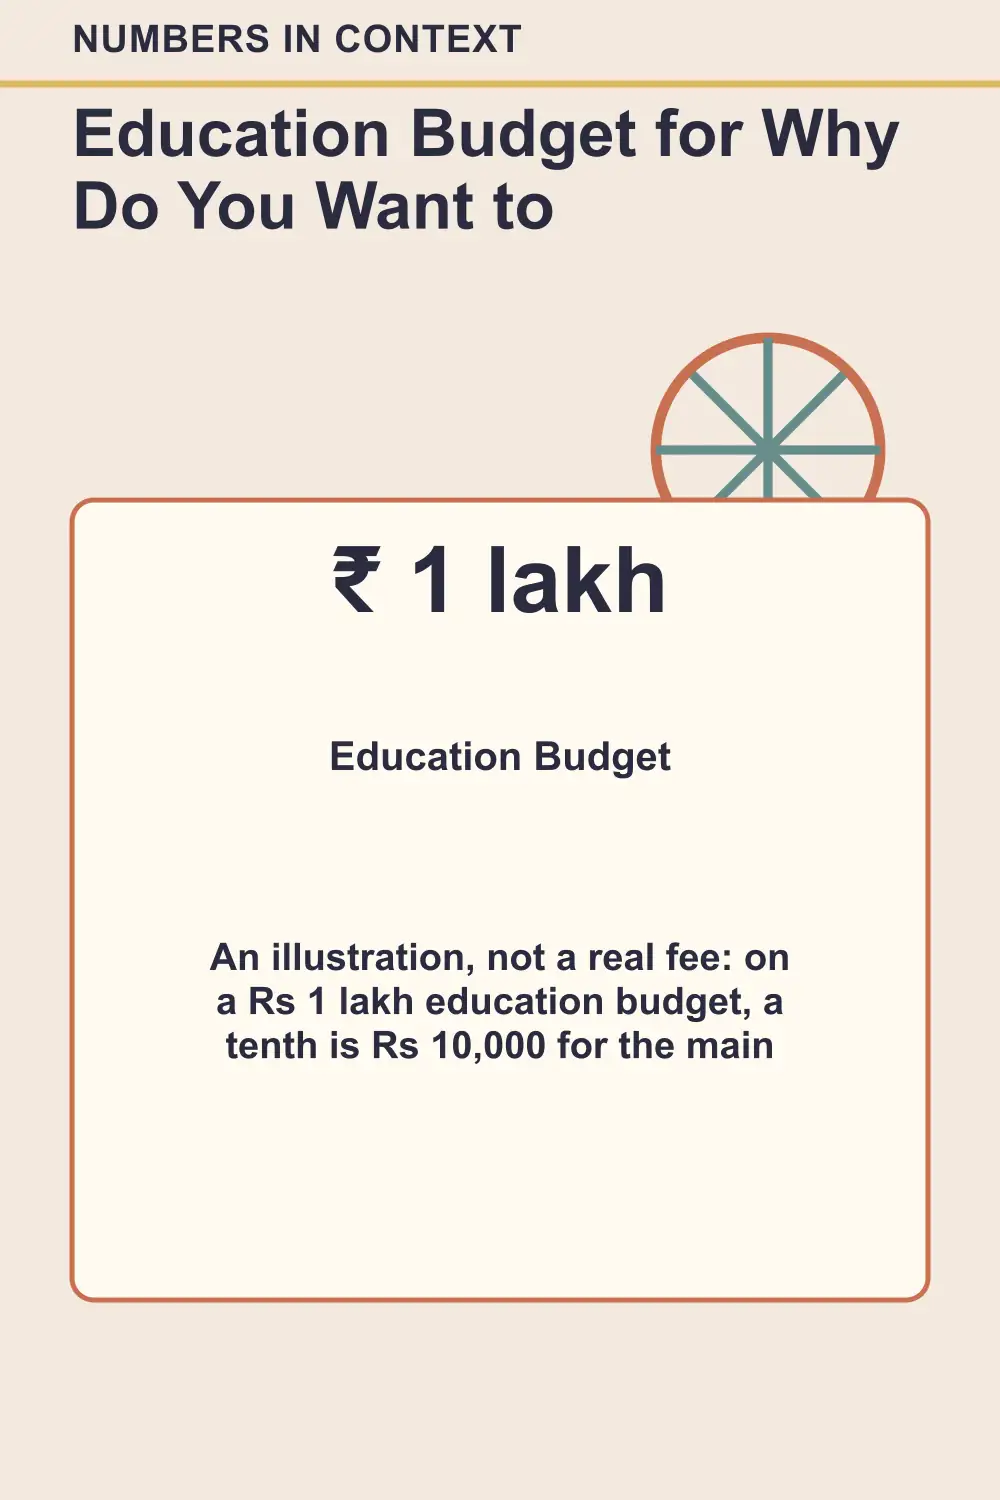 NUMBERS IN CONTEXT
Education Budget for Why
Do You Want to
₹ 1 lakh
Education Budget
An illustration, not a real fee: on
a Rs 1 lakh education budget, a
tenth is Rs 10,000 for the main